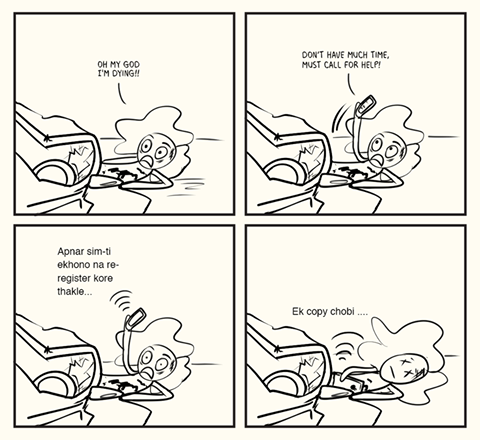 OH MY GOD
I'M DYING!!
DON'T HAVE MUCH TIME,
MUST CALL FOR HELP!
Apnar sim-ti
ekhono na re-
register kore
thakle...
Ek copy chobi ....